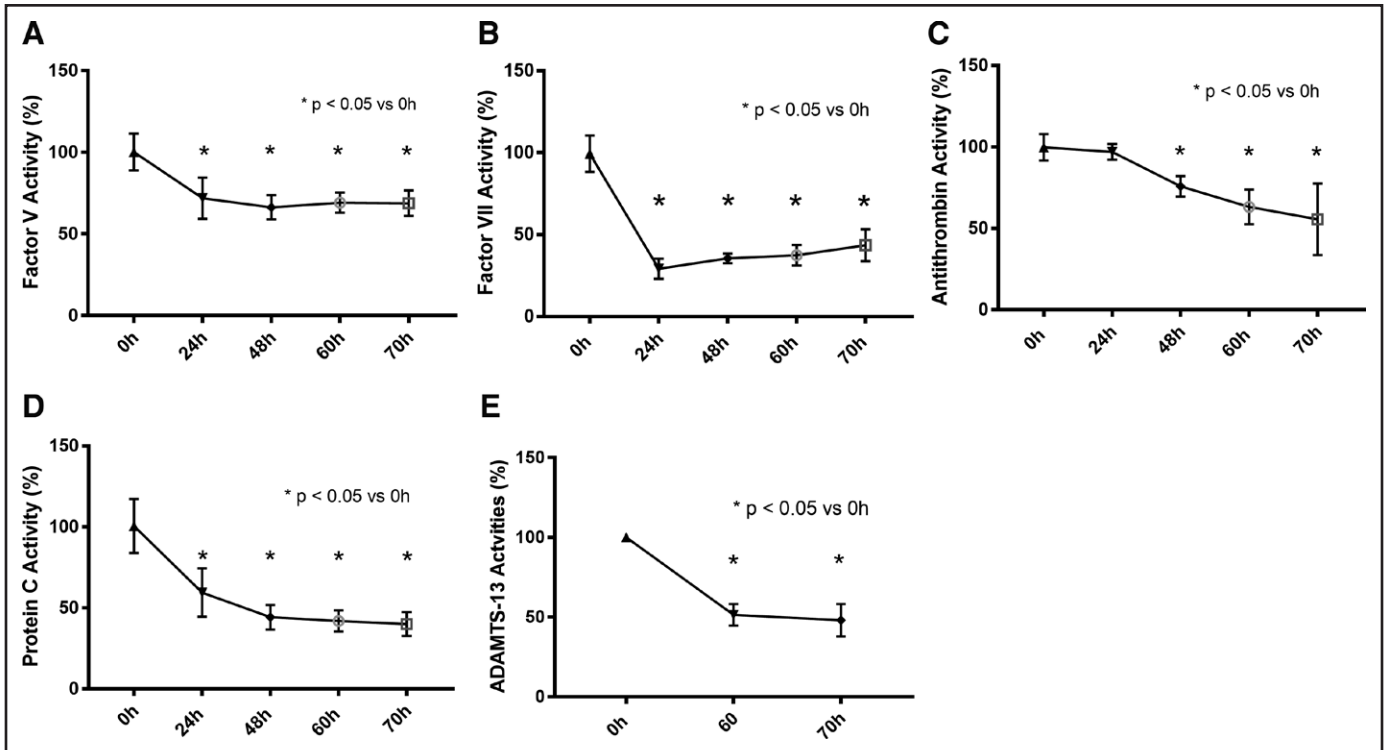 A
Factor V Activity (%)
150
100
50
0
* p < 0.05 vs 0h
* * * *
0h 24h 48h 60h 70h
B
Factor VII Activity (%)
150
100
50
0
* p < 0.05 vs 0h
* * * *
0h 24h 48h 60h 70h
C
Antithrombin Activity (%)
150
100
50
0
* p < 0.05 vs 0h
* * *
0h 24h 48h 60h 70h
D
Protein C Activity (%)
150
100
50
0
* p < 0.05 vs 0h
* * * *
0h 24h 48h 60h 70h
E
ADAMTS-13 Actvities (%)
150
100
50
0
* p < 0.05 vs 0h
* *
0h 60 70h